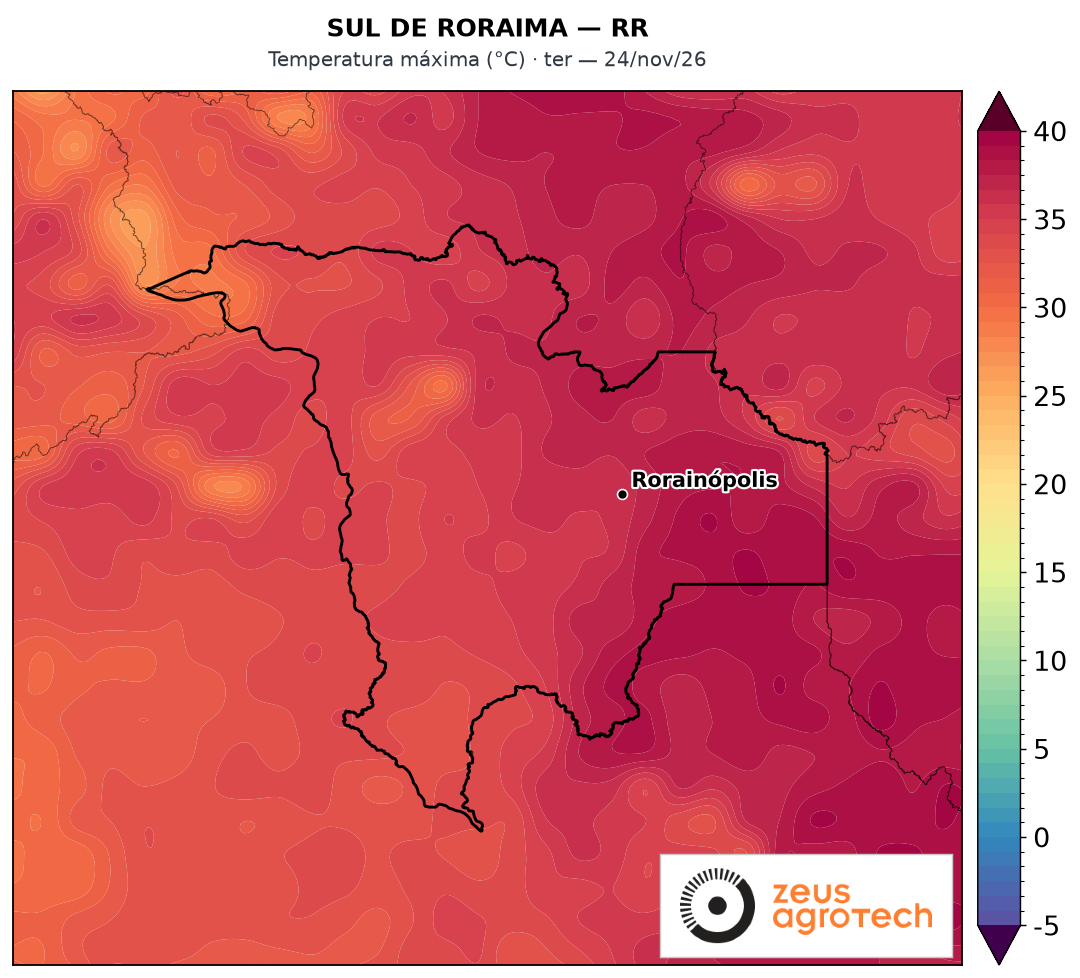 SUL DE RORAIMA — RR
Temperatura máxima (°C) · ter — 24/nov/26
40
35
30
25
20
15
10
5
0
-5
Rorainópolis
zeus
agrotech